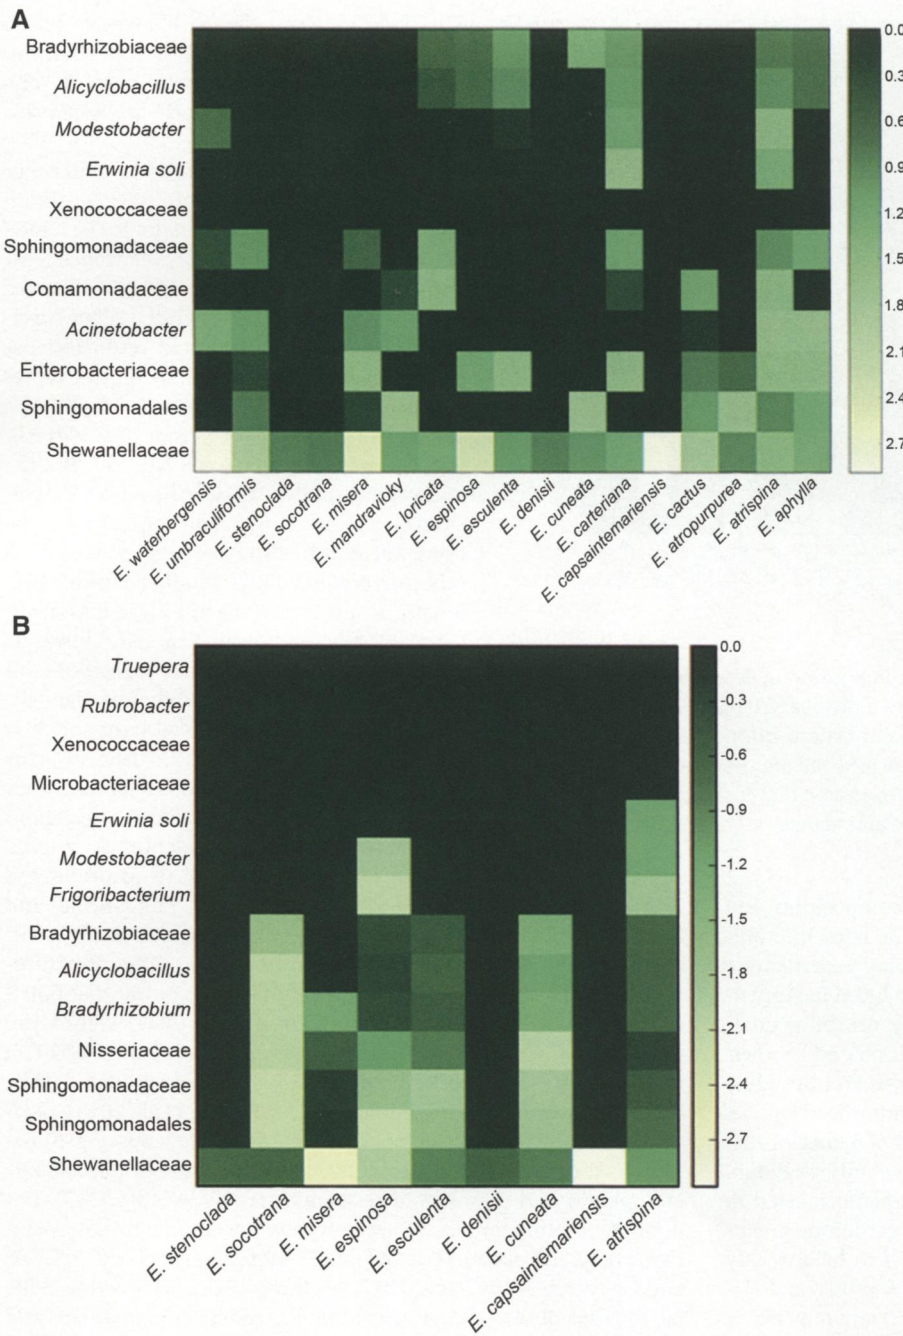 A
Bradyrhizobiaceae
Alicyclobacillus
Modestobacter
Erwinia soli
Xenococcaceae
Sphingomonadaceae
Comamonadaceae
Acinetobacter
Enterobacteriaceae
Sphingomonadales
Shewanellaceae
0.0
0.3
0.6
0.9
1.2
1.5
1.8
2.1
2.4
2.7
E. waterbergensis
E. umbraculiformis
E. stenoclada
E. socotrana
E. misera
E. mandravioky
E. loricata
E. espinosa
E. esculenta
E. denisii
E. cuneata
E. carteriana
E. capsaintemariensis
E. cactus
E. atropurpurea
E. atrispina
E. aphylla
B
Truepera
Rubrobacter
Xenococcaceae
Microbacteriaceae
Erwinia soli
Modestobacter
Frigoribacterium
Bradyrhizobiaceae
Alicyclobacillus
Bradyrhizobium
Nisseriaceae
Sphingomonadaceae
Sphingomonadales
Shewanellaceae
0.0
-0.3
-0.6
-0.9
-1.2
-1.5
-1.8
-2.1
-2.4
-2.7
E. stenoclada
E. socotrana
E. misera
E. espinosa
E. esculenta
E. denisii
E. cuneata
E. capsaintemariensis
E. atrispina